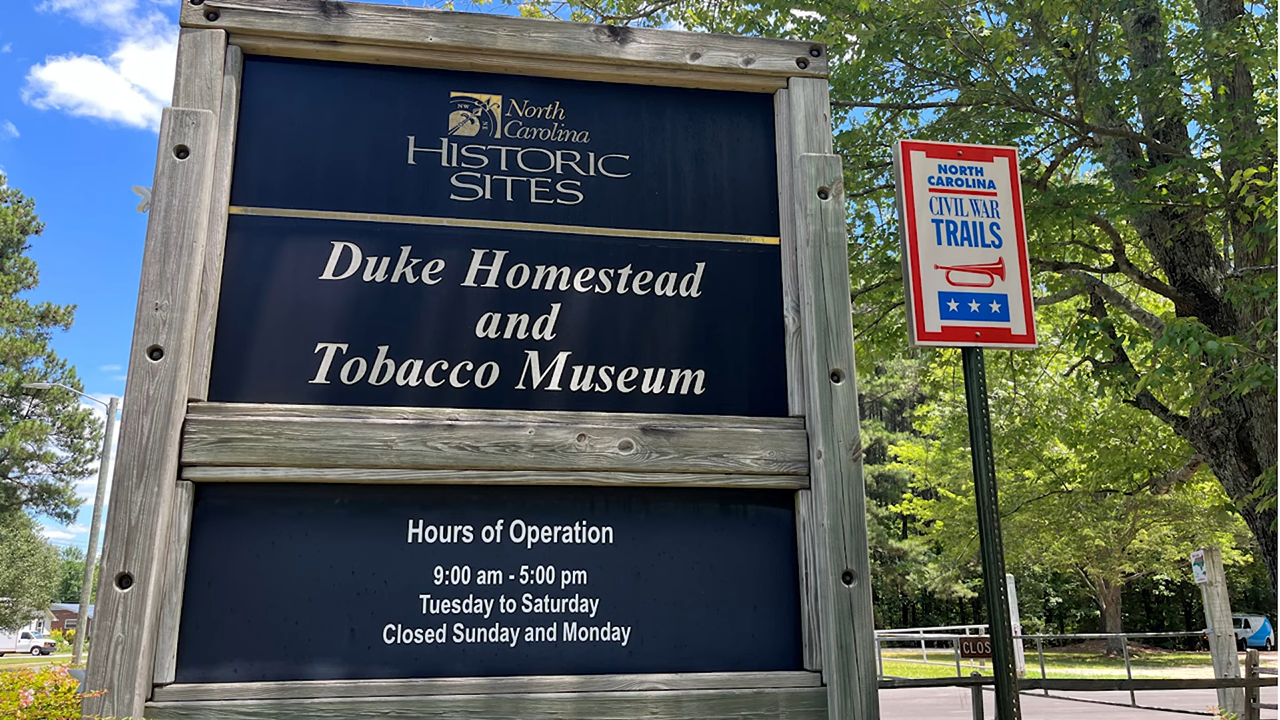 North
Carolina
HISTORIC
SITES
Duke Homestead
and
Tobacco Museum
Hours of Operation
9:00 am - 5:00 pm
Tuesday to Saturday
Closed Sunday and Monday
NORTH
CAROLINA
CIVIL WAR
TRAILS
CLOS